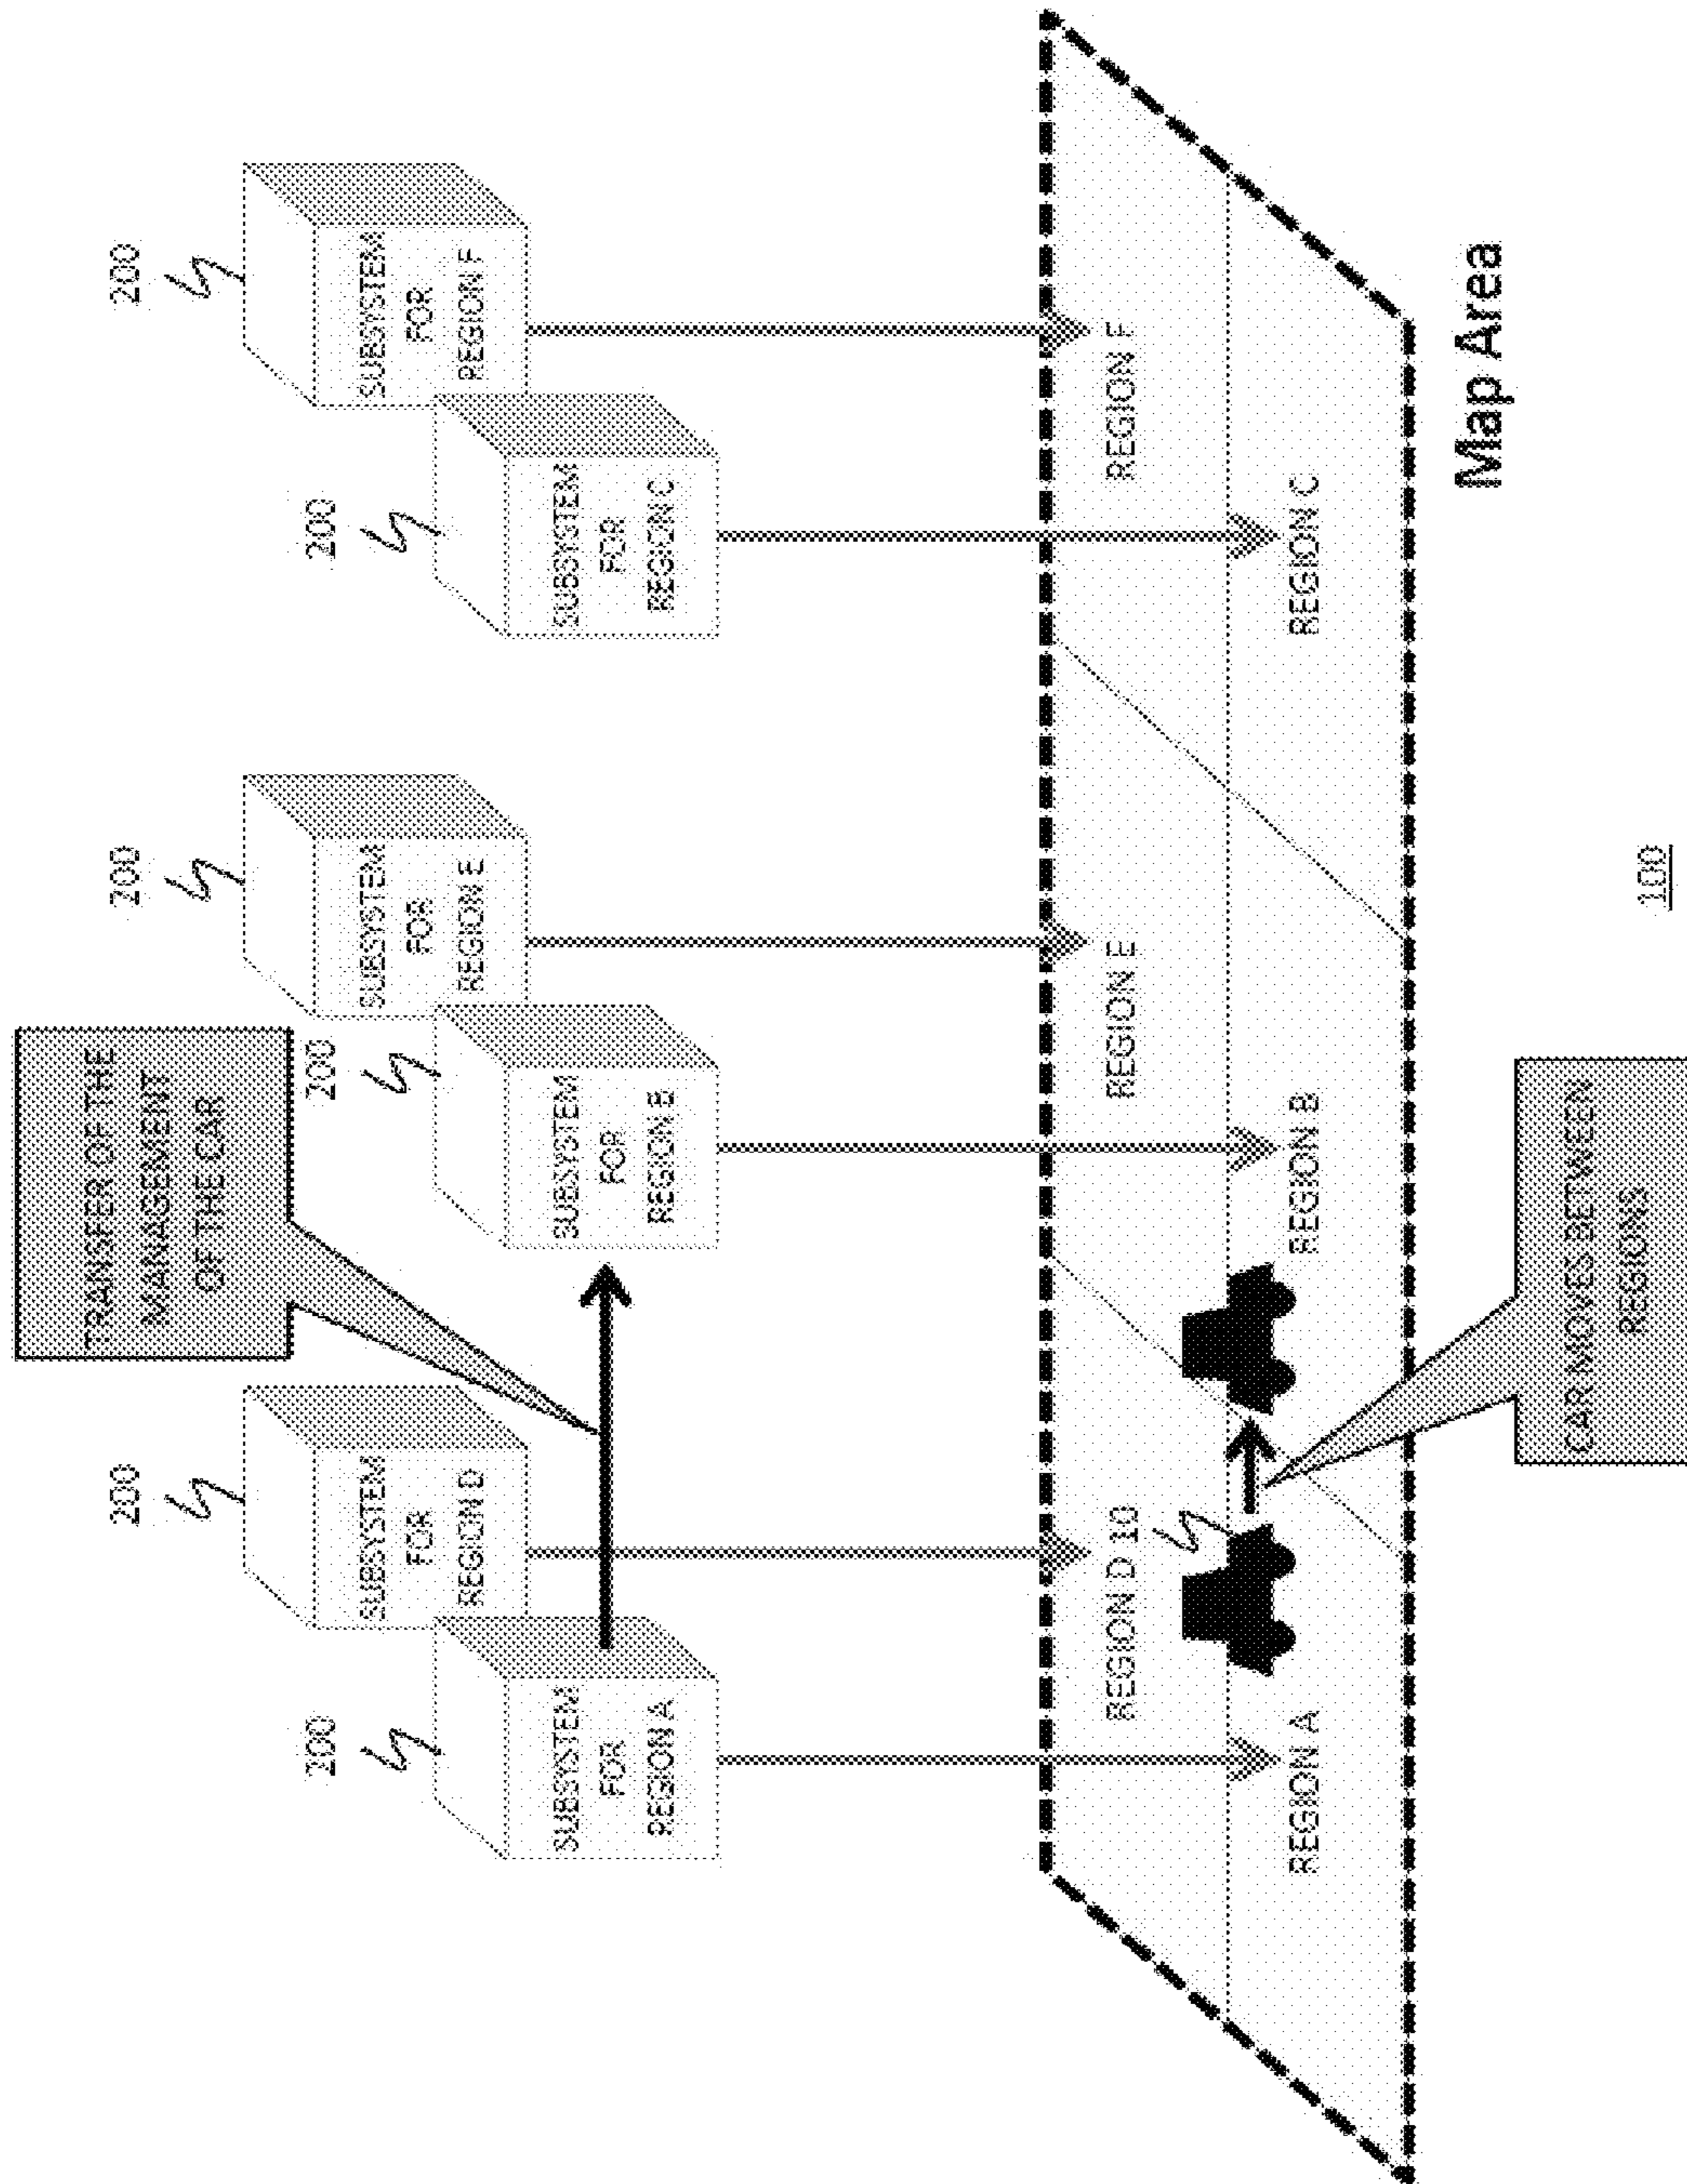 TRANSFER OF THE
MANAGEMENT
OF THE CAR
200
SUBSYSTEM
FOR
REGION D
200
SUBSYSTEM
FOR
REGION E
200
SUBSYSTEM
FOR
REGION F
200
SUBSYSTEM
FOR
REGION A
200
SUBSYSTEM
FOR
REGION B
200
SUBSYSTEM
FOR
REGION C
REGION D
10
REGION E
REGION F
REGION A
REGION B
REGION C
Map Area
CAR MOVES BETWEEN
REGIONS
100